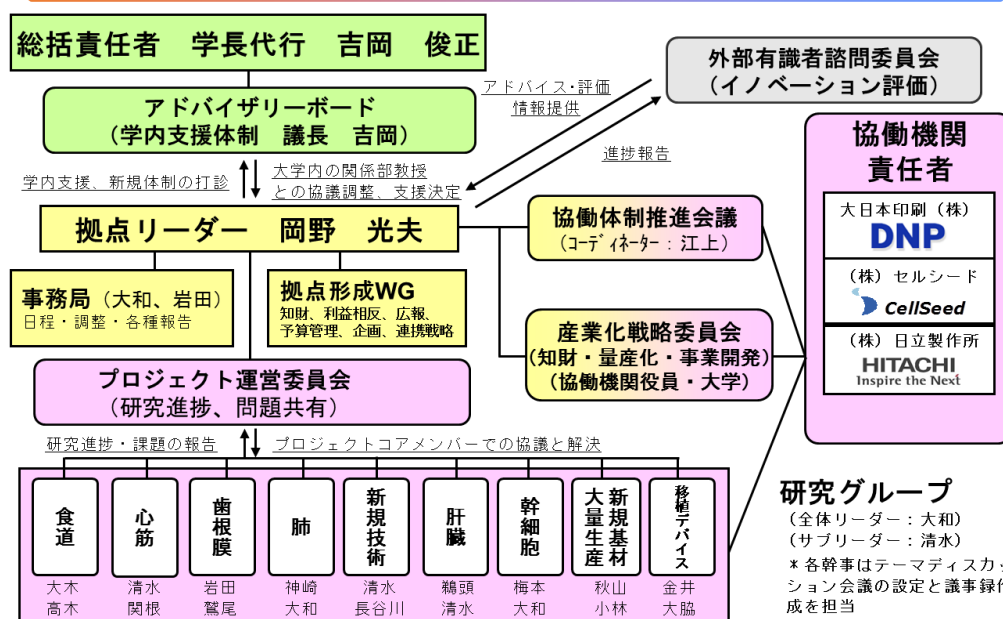 総括責任者　学長代行　吉岡　俊正
アドバイザリーボード
（学内支援体制　議長　吉岡）
外部有識者諮問委員会
（イノベーション評価）
アドバイス・評価
情報提供
進捗報告
学内支援、新規体制の打診
大学内の関係部教授
との協議調整、支援決定
拠点リーダー　岡野　光夫
事務局（大和、岩田）
日程・調整・各種報告
拠点形成WG
知財、利益相反、広報、
予算管理、企画、連携戦略
協働体制推進会議
（ｺｰﾃﾞｨﾈｰﾀｰ：江上）
産業化戦略委員会
（知財・量産化・事業開発）
（協働機関役員・大学）
協働機関
責任者
大日本印刷（株）
DNP
（株）セルシード
CellSeed
（株）日立製作所
HITACHI
Inspire the Next
プロジェクト運営委員会
（研究進捗、問題共有）
研究進捗・課題の報告
プロジェクトコアメンバーでの協議と解決
食道
大木
高木
心筋
清水
関根
歯根膜
岩田
鷲尾
肺
神崎
大和
新規技術
清水
長谷川
肝臓
鵜頭
清水
幹細胞
梅本
大和
新規基材
大量生産
秋山
小林
移植デバイス
金井
大脇
研究グループ
（全体リーダー：大和）
（サブリーダー：清水）
＊各幹事はテーマディスカッ
ション会議の設定と議事録作
成を担当